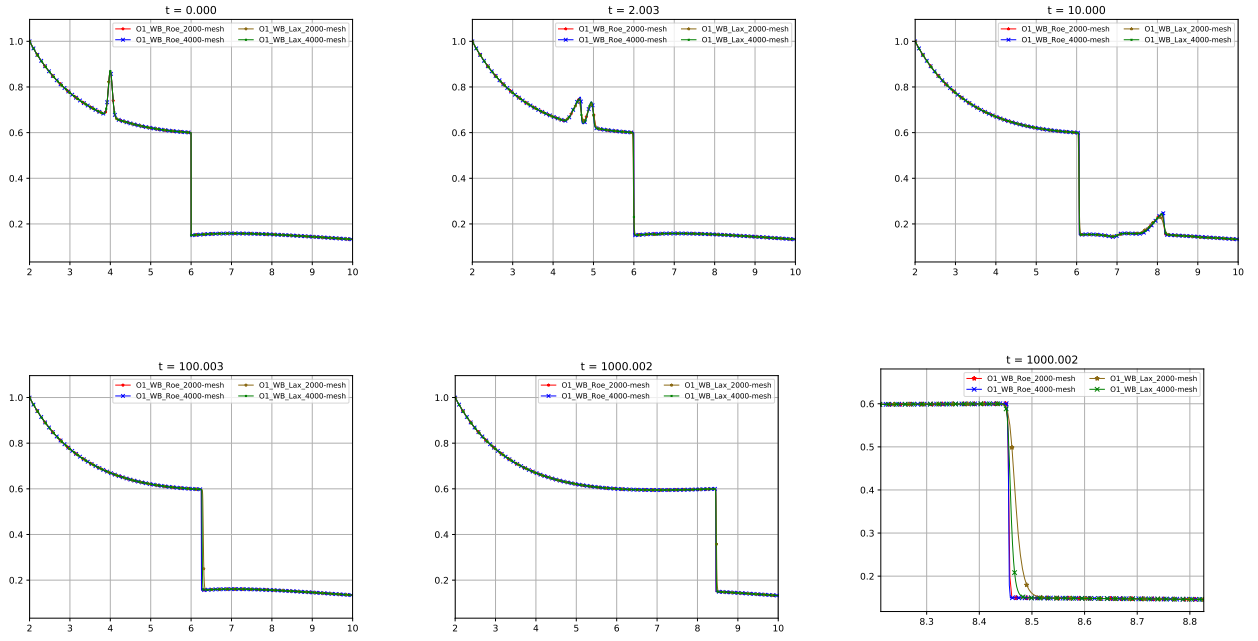 t = 0.000
O1_WB_Roe_2000-mesh O1_WB_Lax_2000-mesh
O1_WB_Roe_4000-mesh O1_WB_Lax_4000-mesh
1.0
0.8
0.6
0.4
0.2
2 3 4 5 6 7 8 9 10
t = 2.003
O1_WB_Roe_2000-mesh O1_WB_Lax_2000-mesh
O1_WB_Roe_4000-mesh O1_WB_Lax_4000-mesh
1.0
0.8
0.6
0.4
0.2
2 3 4 5 6 7 8 9 10
t = 10.000
O1_WB_Roe_2000-mesh O1_WB_Lax_2000-mesh
O1_WB_Roe_4000-mesh O1_WB_Lax_4000-mesh
1.0
0.8
0.6
0.4
0.2
2 3 4 5 6 7 8 9 10
t = 100.003
O1_WB_Roe_2000-mesh O1_WB_Lax_2000-mesh
O1_WB_Roe_4000-mesh O1_WB_Lax_4000-mesh
1.0
0.8
0.6
0.4
0.2
2 3 4 5 6 7 8 9 10
t = 1000.002
O1_WB_Roe_2000-mesh O1_WB_Lax_2000-mesh
O1_WB_Roe_4000-mesh O1_WB_Lax_4000-mesh
1.0
0.8
0.6
0.4
0.2
2 3 4 5 6 7 8 9 10
t = 1000.002
O1_WB_Roe_2000-mesh O1_WB_Lax_2000-mesh
O1_WB_Roe_4000-mesh O1_WB_Lax_4000-mesh
0.6
0.5
0.4
0.3
0.2
8.3 8.4 8.5 8.6 8.7 8.8